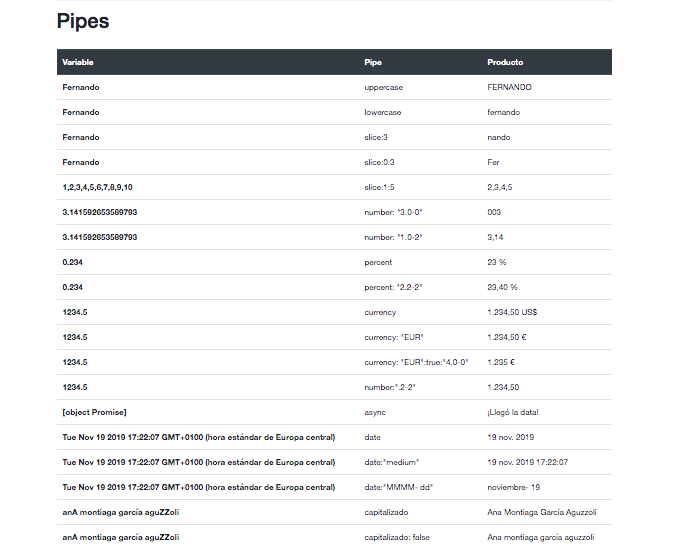 Pipes
Variable Pipe Producto
Fernando uppercase FERNANDO
Fernando lowercase fernando
Fernando slice:3 nando
Fernando slice:0:3 Fer
1,2,3,4,5,6,7,8,9,10 slice:1:5 2,3,4,5
3.141592653589793 number: "3.0-0" 003
3.141592653589793 number: "1.0-2" 3,14
0.234 percent 23 %
0.234 percent: "2.2-2" 23,40 %
1234.5 currency 1.234,50 US$
1234.5 currency: "EUR" 1.234,50 €
1234.5 currency: "EUR":true:"4.0-0" 1.235 €
1234.5 number:".2-2" 1.234,50
[object Promise] async ¡Llegó la data!
Tue Nov 19 2019 17:22:07 GMT+0100 (hora estándar de Europa central) date 19 nov. 2019
Tue Nov 19 2019 17:22:07 GMT+0100 (hora estándar de Europa central) date:"medium" 19 nov. 2019 17:22:07
Tue Nov 19 2019 17:22:07 GMT+0100 (hora estándar de Europa central) date:"MMMM- dd" noviembre- 19
anA montiaga garcía aguZZoli capitalizado Ana Montiaga García Aguzzoli
anA montiaga garcía aguZZoli capitalizado: false Ana montiaga garcía aguzzoli